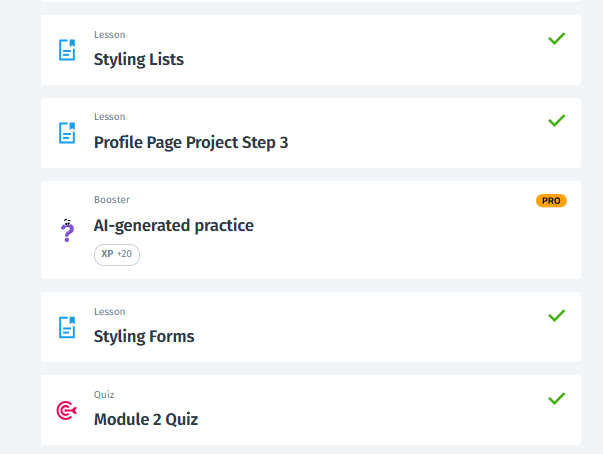 Lesson
Styling Lists
Lesson
Profile Page Project Step 3
Booster
PRO
AI-generated practice
XP +20
Lesson
Styling Forms
Quiz
Module 2 Quiz